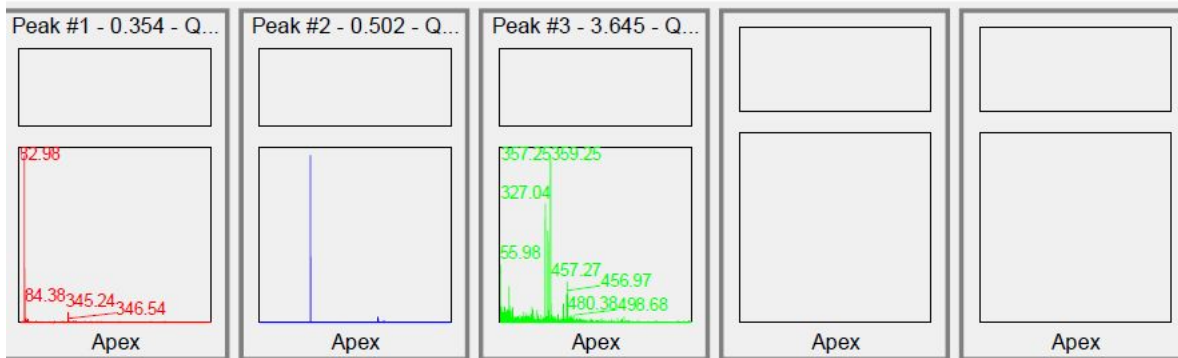 Peak #1 - 0.354 - Q...
Peak #2 - 0.502 - Q...
Peak #3 - 3.645 - Q...
82.98
84.38
345.24
346.54
Apex
Apex
367.25
369.25
327.04
55.98
457.27
456.97
480.38
498.68
Apex
Apex
Apex